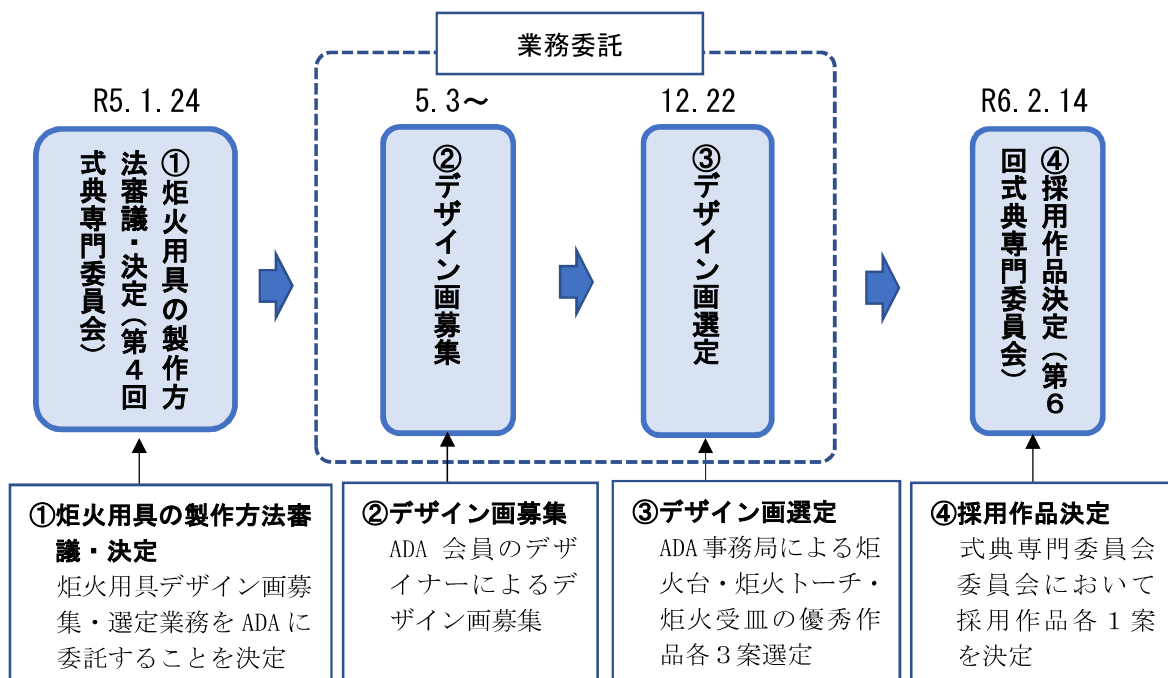 業務委託
R5.1.24
5.3～
12.22
R6.2.14
①炬火用具の製作方
法審議・決定（第４回
式典専門委員会）
②デザイン画募集
③デザイン画選定
④採用作品決定（第６
回式典専門委員会）
①炬火用具の製作方法審
議・決定
炬火用具デザイン画募
集・選定業務を ADA に
委託することを決定
②デザイン画募集
ADA 会員のデザ
イナーによるデ
ザイン画募集
③デザイン画選定
ADA 事務局による炬
火台・炬火トーチ・
炬火受皿の優秀作
品各３案選定
④採用作品決定
式典専門委員会
委員会において
採用作品各１案
を決定